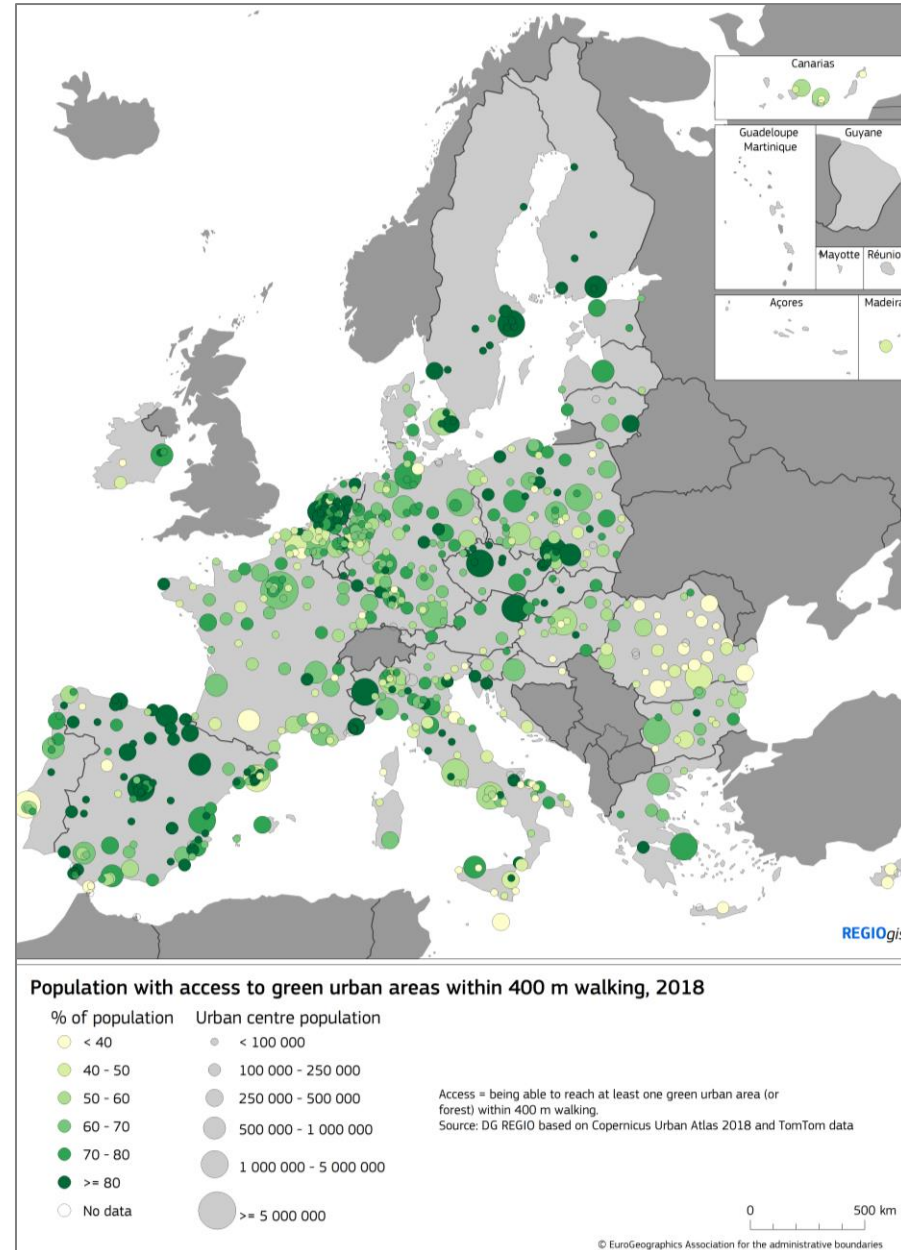 Canarias
Guadeloupe
Martinique
Guyane
Mayotte
Réunion
Açores
Madeira
REGIOgis
Population with access to green urban areas within 400 m walking, 2018
% of population
< 40
40 - 50
50 - 60
60 - 70
70 - 80
>= 80
No data
Urban centre population
< 100 000
100 000 - 250 000
250 000 - 500 000
500 000 - 1 000 000
1 000 000 - 5 000 000
>= 5 000 000
Access = being able to reach at least one green urban area (or
forest) within 400 m walking.
Source: DG REGIO based on Copernicus Urban Atlas 2018 and TomTom data
0 500 km
© EuroGeographics Association for the administrative boundaries